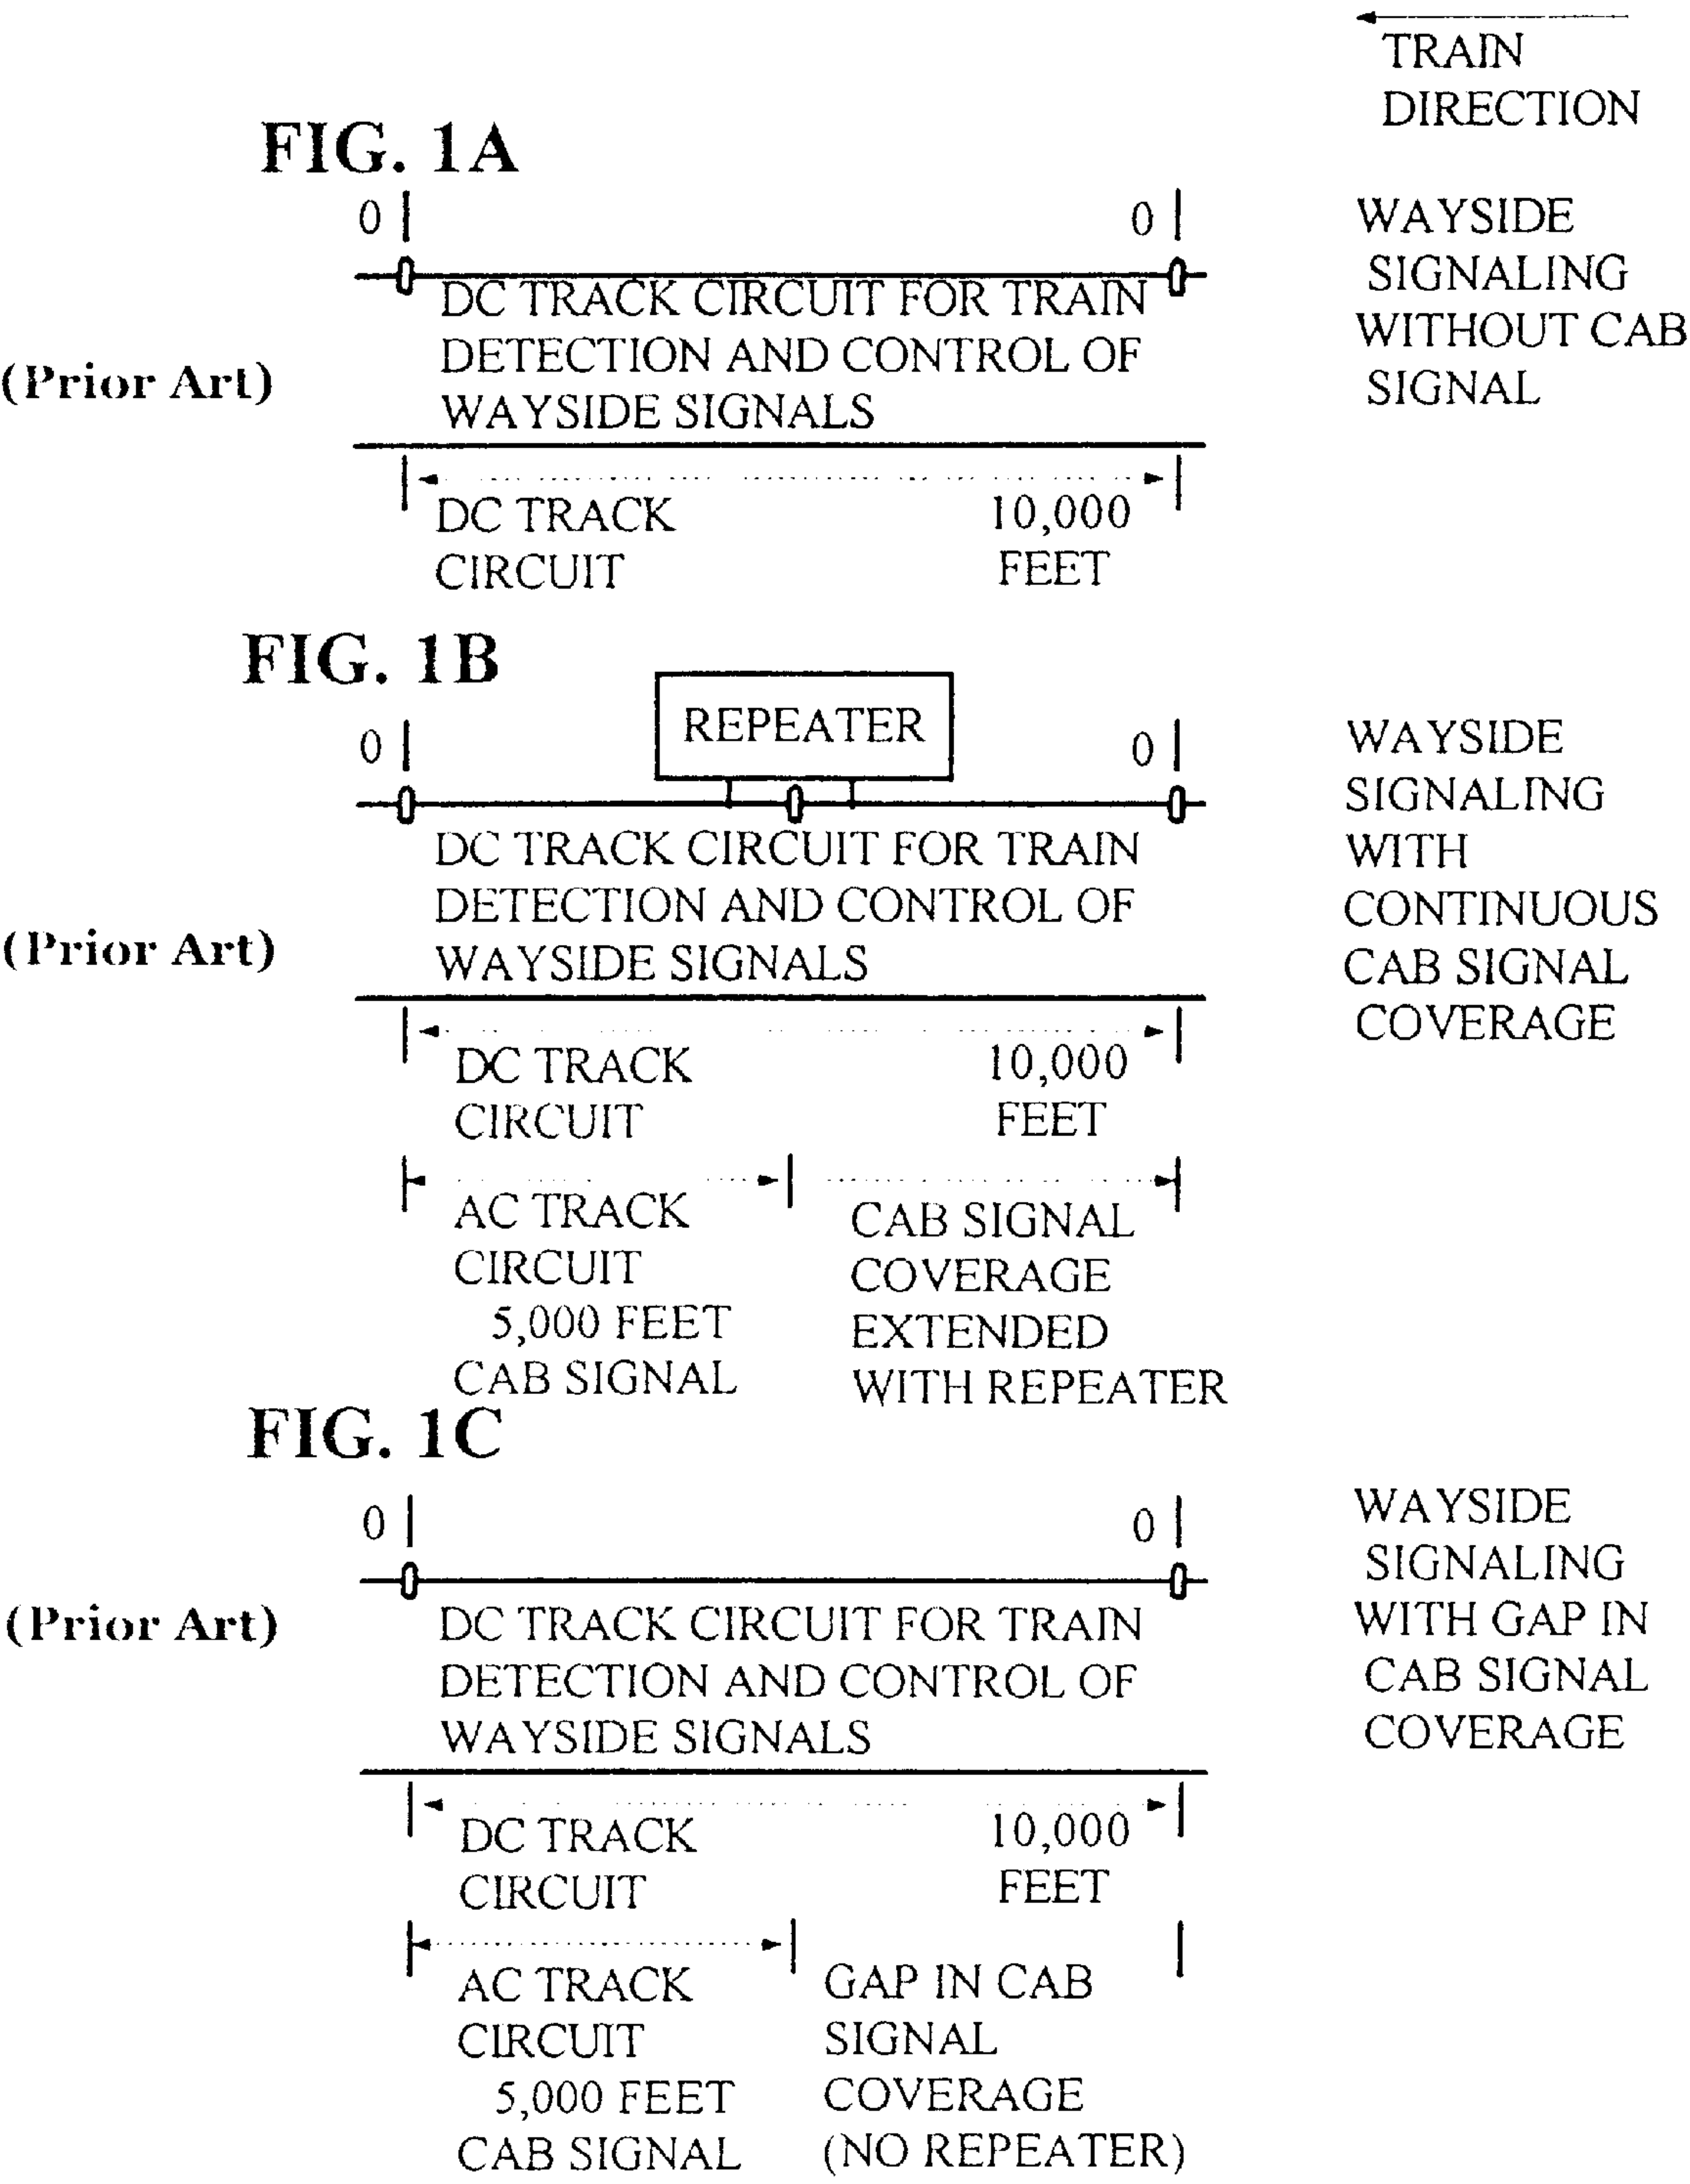 TRAIN
DIRECTION
FIG. 1A
0 0
WAYSIDE
SIGNALING
WITHOUT CAB
SIGNAL
DC TRACK CIRCUIT FOR TRAIN
DETECTION AND CONTROL OF
WAYSIDE SIGNALS
(Prior Art)
DC TRACK
CIRCUIT
10,000
FEET
FIG. 1B
REPEATER
0 0
WAYSIDE
SIGNALING
WITH
CONTINUOUS
CAB SIGNAL
COVERAGE
DC TRACK CIRCUIT FOR TRAIN
DETECTION AND CONTROL OF
WAYSIDE SIGNALS
(Prior Art)
DC TRACK
CIRCUIT
10,000
FEET
AC TRACK
CIRCUIT
5,000 FEET
CAB SIGNAL
CAB SIGNAL
COVERAGE
EXTENDED
WITH REPEATER
FIG. 1C
0 0
WAYSIDE
SIGNALING
WITH GAP IN
CAB SIGNAL
COVERAGE
(Prior Art)
DC TRACK CIRCUIT FOR TRAIN
DETECTION AND CONTROL OF
WAYSIDE SIGNALS
DC TRACK
CIRCUIT
10,000
FEET
AC TRACK
CIRCUIT
5,000 FEET
CAB SIGNAL
GAP IN CAB
SIGNAL
COVERAGE
(NO REPEATER)